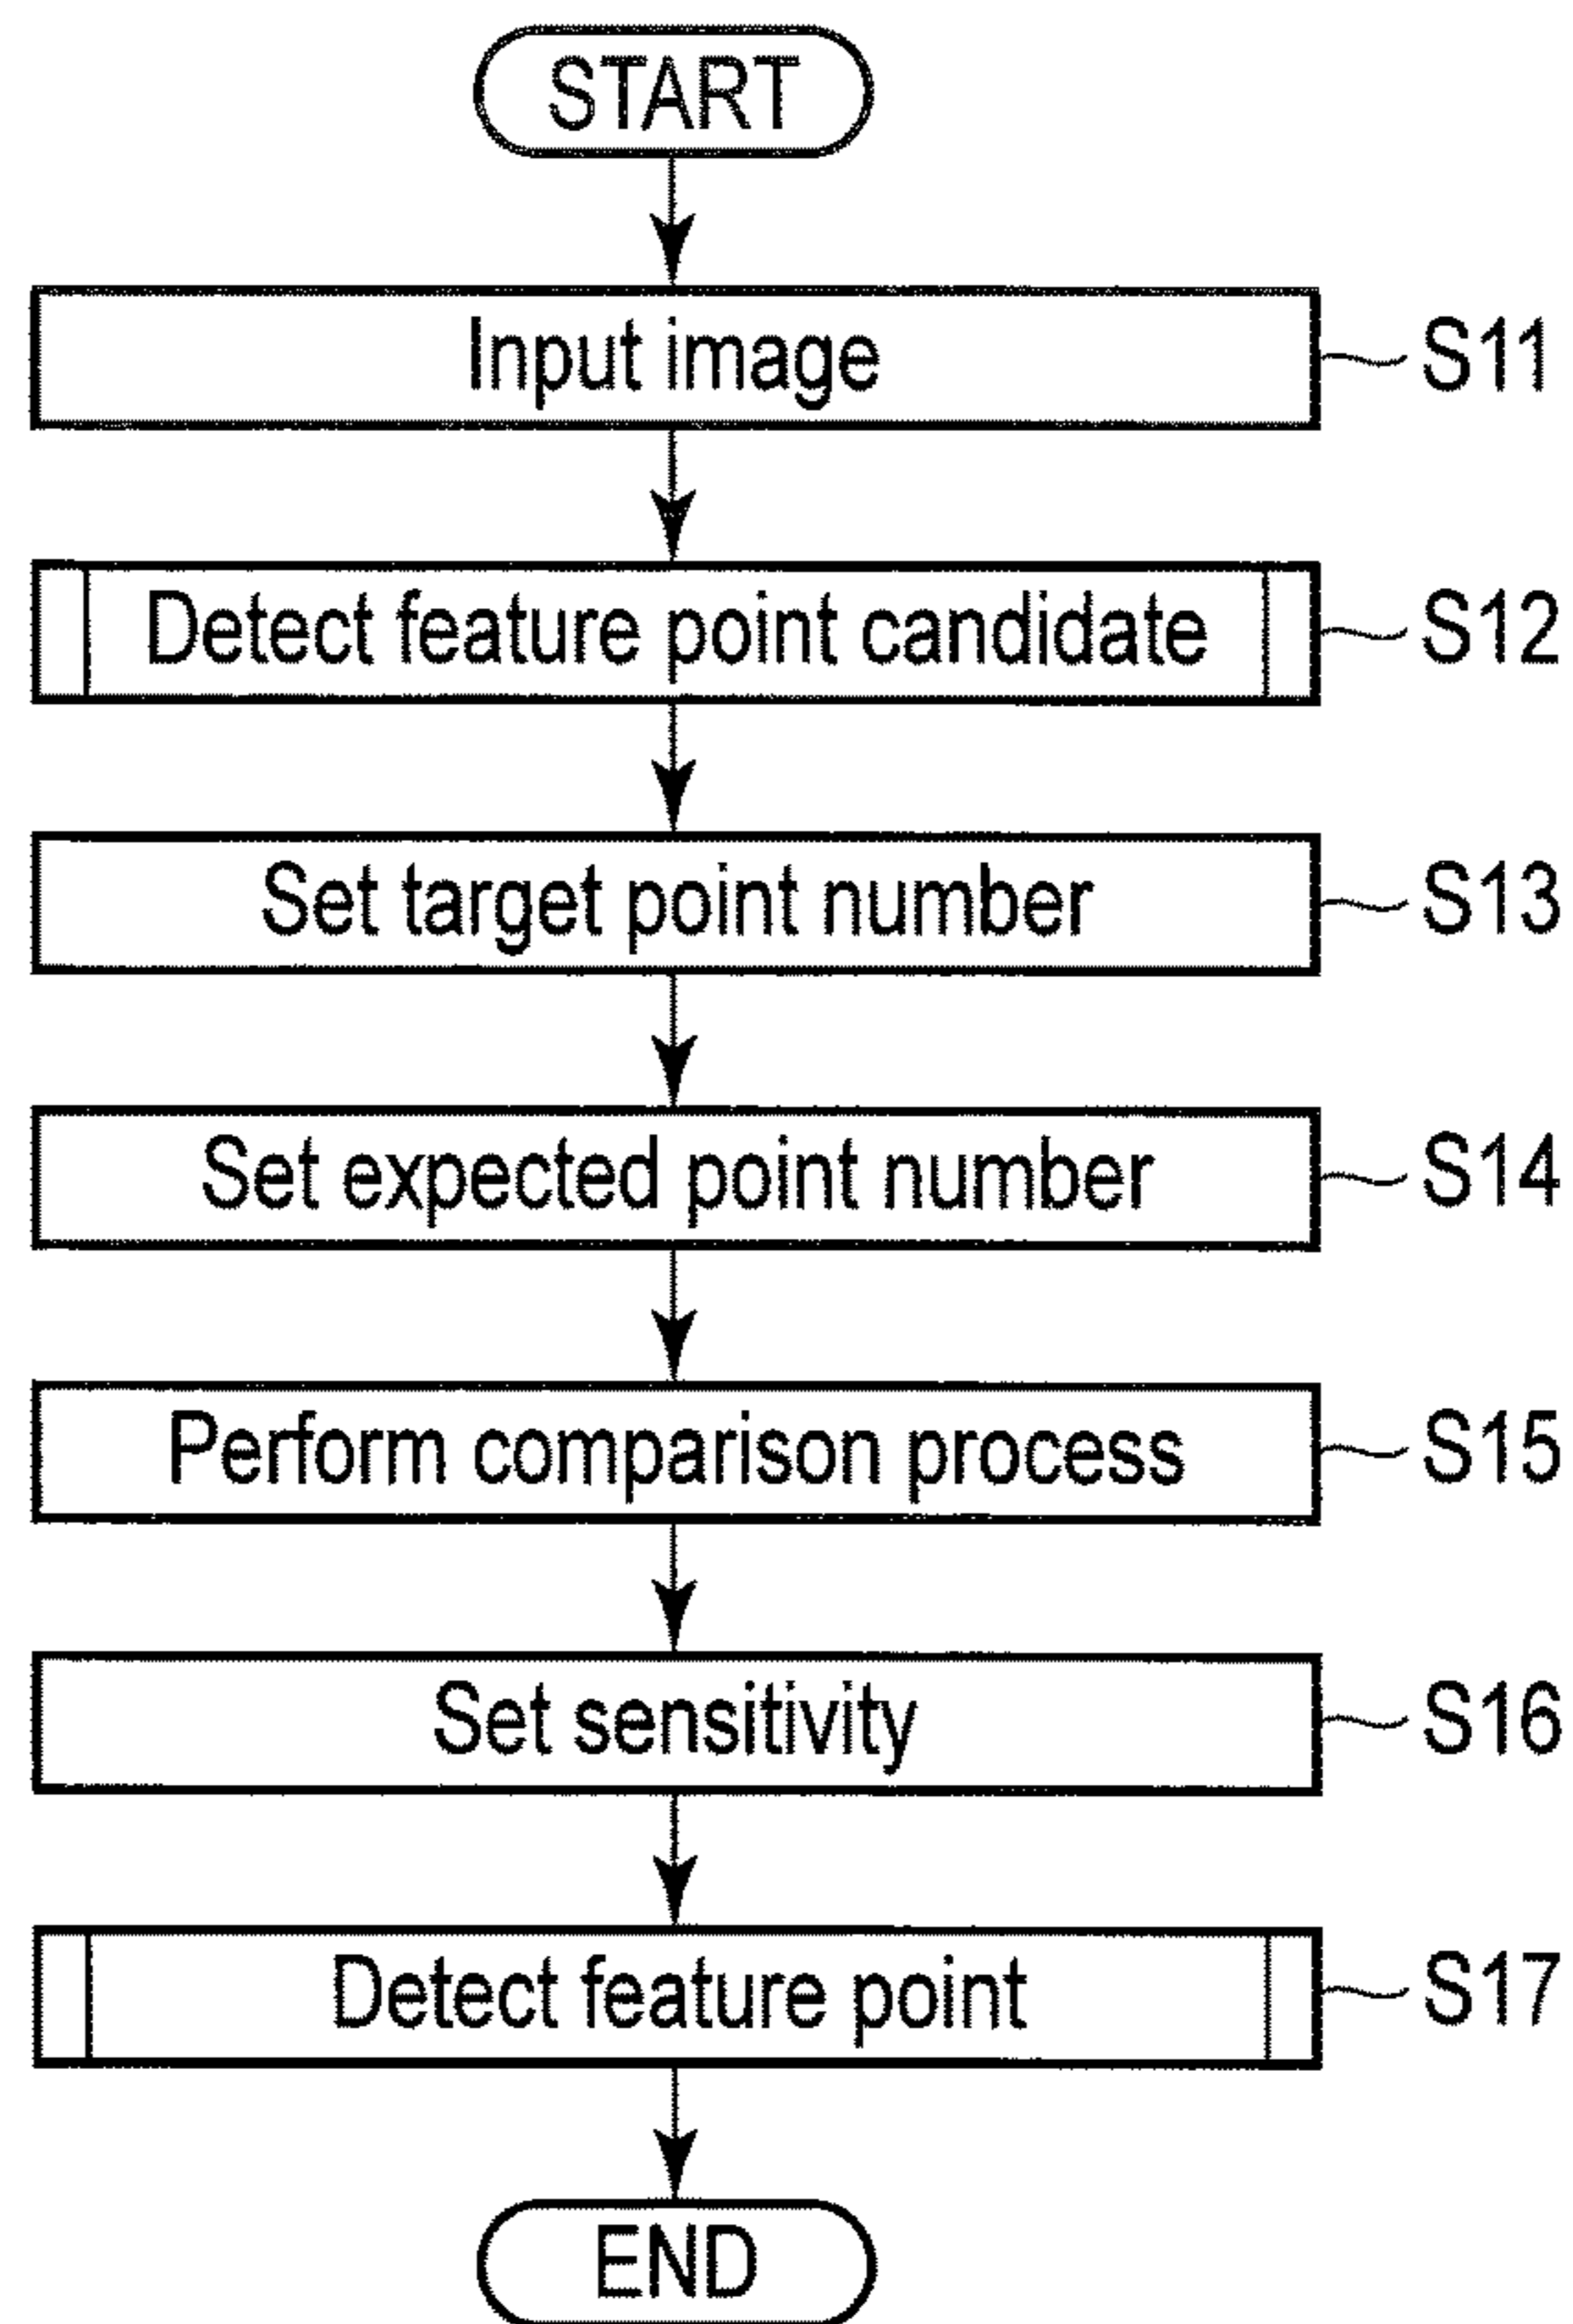 START
Input image S11
Detect feature point candidate S12
Set target point number S13
Set expected point number S14
Perform comparison process S15
Set sensitivity S16
Detect feature point S17
END